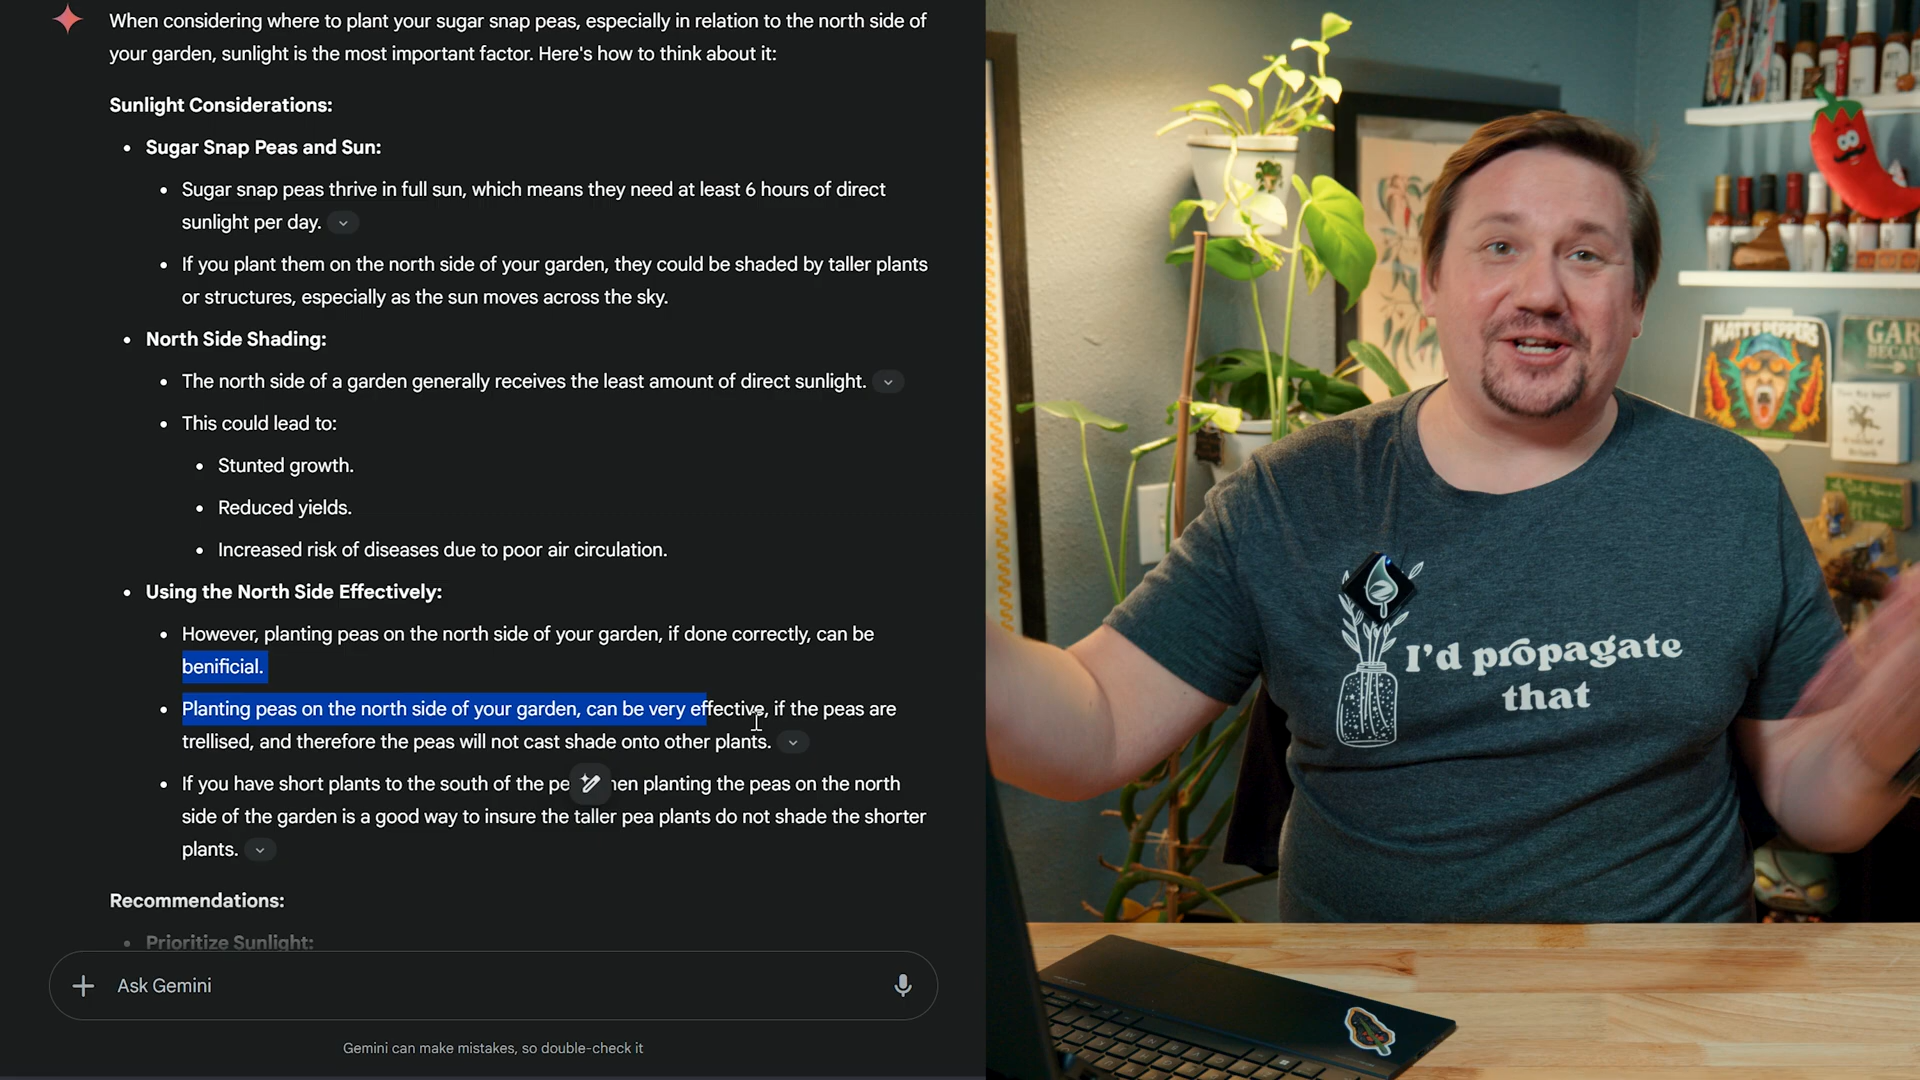 When considering where to plant your sugar snap peas, especially in relation to the north side of
your garden, sunlight is the most important factor. Here's how to think about it:
Sunlight Considerations:
Sugar Snap Peas and Sun:
Sugar snap peas thrive in full sun, which means they need at least 6 hours of direct
sunlight per day.
If you plant them on the north side of your garden, they could be shaded by taller plants
or structures, especially as the sun moves across the sky.
North Side Shading:
The north side of a garden generally receives the least amount of direct sunlight.
This could lead to:
Stunted growth.
Reduced yields.
Increased risk of diseases due to poor air circulation.
Using the North Side Effectively:
However, planting peas on the north side of your garden, if done correctly, can be
benificial.
Planting peas on the north side of your garden, can be very effective, if the peas are
trellised, and therefore the peas will not cast shade onto other plants.
If you have short plants to the south of the pe hen planting the peas on the north
side of the garden is a good way to insure the taller pea plants do not shade the shorter
plants.
Recommendations:
Prioritize Sunlight:
Ask Gemini
Gemini can make mistakes, so double-check it
MATT'S PEPPERS
GAR
BECAU
I'd propagate
that